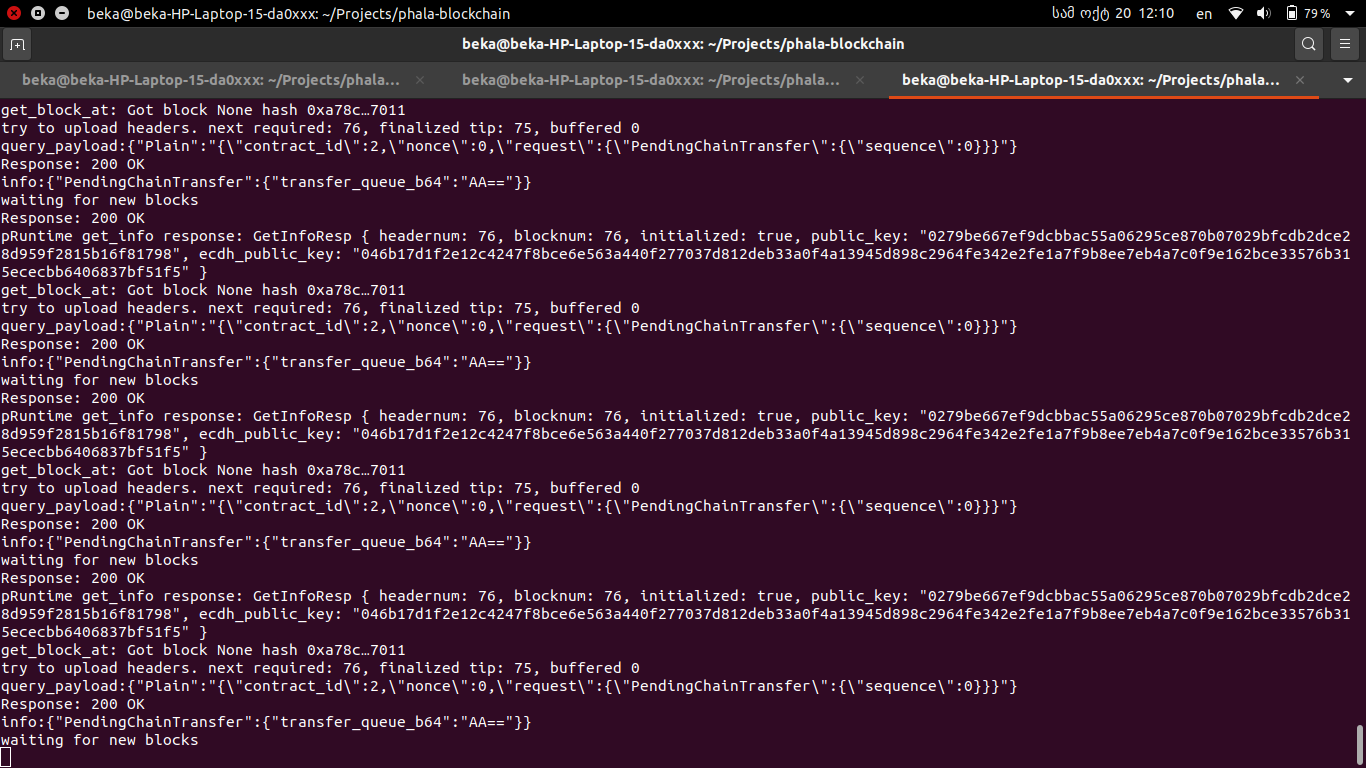 beka@beka-HP-Laptop-15-da0xxx: ~/Projects/phala-blockchain
სამ ოქტ 20 12:10
en
79 %
beka@beka-HP-Laptop-15-da0xxx: ~/Projects/phala-blockchain
beka@beka-HP-Laptop-15-da0xxx: ~/Projects/phala...
beka@beka-HP-Laptop-15-da0xxx: ~/Projects/phala...
beka@beka-HP-Laptop-15-da0xxx: ~/Projects/phala...
get_block_at: Got block None hash 0xa78c…7011
try to upload headers. next required: 76, finalized tip: 75, buffered 0
query_payload:{"Plain":"{\"contract_id\":2,\"nonce\":0,\"request\":{\"PendingChainTransfer\":{\"sequence\":0}}}"}
Response: 200 OK
info:{"PendingChainTransfer":{"transfer_queue_b64":"AA=="}}
waiting for new blocks
Response: 200 OK
pRuntime get_info response: GetInfoResp { headernum: 76, blocknum: 76, initialized: true, public_key: "0279be667ef9dcbbac55a06295ce870b07029bfcdb2dce2
8d959f2815b16f81798", ecdh_public_key: "046b17d1f2e12c4247f8bce6e563a440f277037d812deb33a0f4a13945d898c2964fe342e2fe1a7f9b8ee7eb4a7c0f9e162bce33576b31
5ececbb6406837bf51f5" }
get_block_at: Got block None hash 0xa78c…7011
try to upload headers. next required: 76, finalized tip: 75, buffered 0
query_payload:{"Plain":"{\"contract_id\":2,\"nonce\":0,\"request\":{\"PendingChainTransfer\":{\"sequence\":0}}}"}
Response: 200 OK
info:{"PendingChainTransfer":{"transfer_queue_b64":"AA=="}}
waiting for new blocks
Response: 200 OK
pRuntime get_info response: GetInfoResp { headernum: 76, blocknum: 76, initialized: true, public_key: "0279be667ef9dcbbac55a06295ce870b07029bfcdb2dce2
8d959f2815b16f81798", ecdh_public_key: "046b17d1f2e12c4247f8bce6e563a440f277037d812deb33a0f4a13945d898c2964fe342e2fe1a7f9b8ee7eb4a7c0f9e162bce33576b31
5ececbb6406837bf51f5" }
get_block_at: Got block None hash 0xa78c…7011
try to upload headers. next required: 76, finalized tip: 75, buffered 0
query_payload:{"Plain":"{\"contract_id\":2,\"nonce\":0,\"request\":{\"PendingChainTransfer\":{\"sequence\":0}}}"}
Response: 200 OK
info:{"PendingChainTransfer":{"transfer_queue_b64":"AA=="}}
waiting for new blocks
Response: 200 OK
pRuntime get_info response: GetInfoResp { headernum: 76, blocknum: 76, initialized: true, public_key: "0279be667ef9dcbbac55a06295ce870b07029bfcdb2dce2
8d959f2815b16f81798", ecdh_public_key: "046b17d1f2e12c4247f8bce6e563a440f277037d812deb33a0f4a13945d898c2964fe342e2fe1a7f9b8ee7eb4a7c0f9e162bce33576b31
5ececbb6406837bf51f5" }
get_block_at: Got block None hash 0xa78c…7011
try to upload headers. next required: 76, finalized tip: 75, buffered 0
query_payload:{"Plain":"{\"contract_id\":2,\"nonce\":0,\"request\":{\"PendingChainTransfer\":{\"sequence\":0}}}"}
Response: 200 OK
info:{"PendingChainTransfer":{"transfer_queue_b64":"AA=="}}
waiting for new blocks